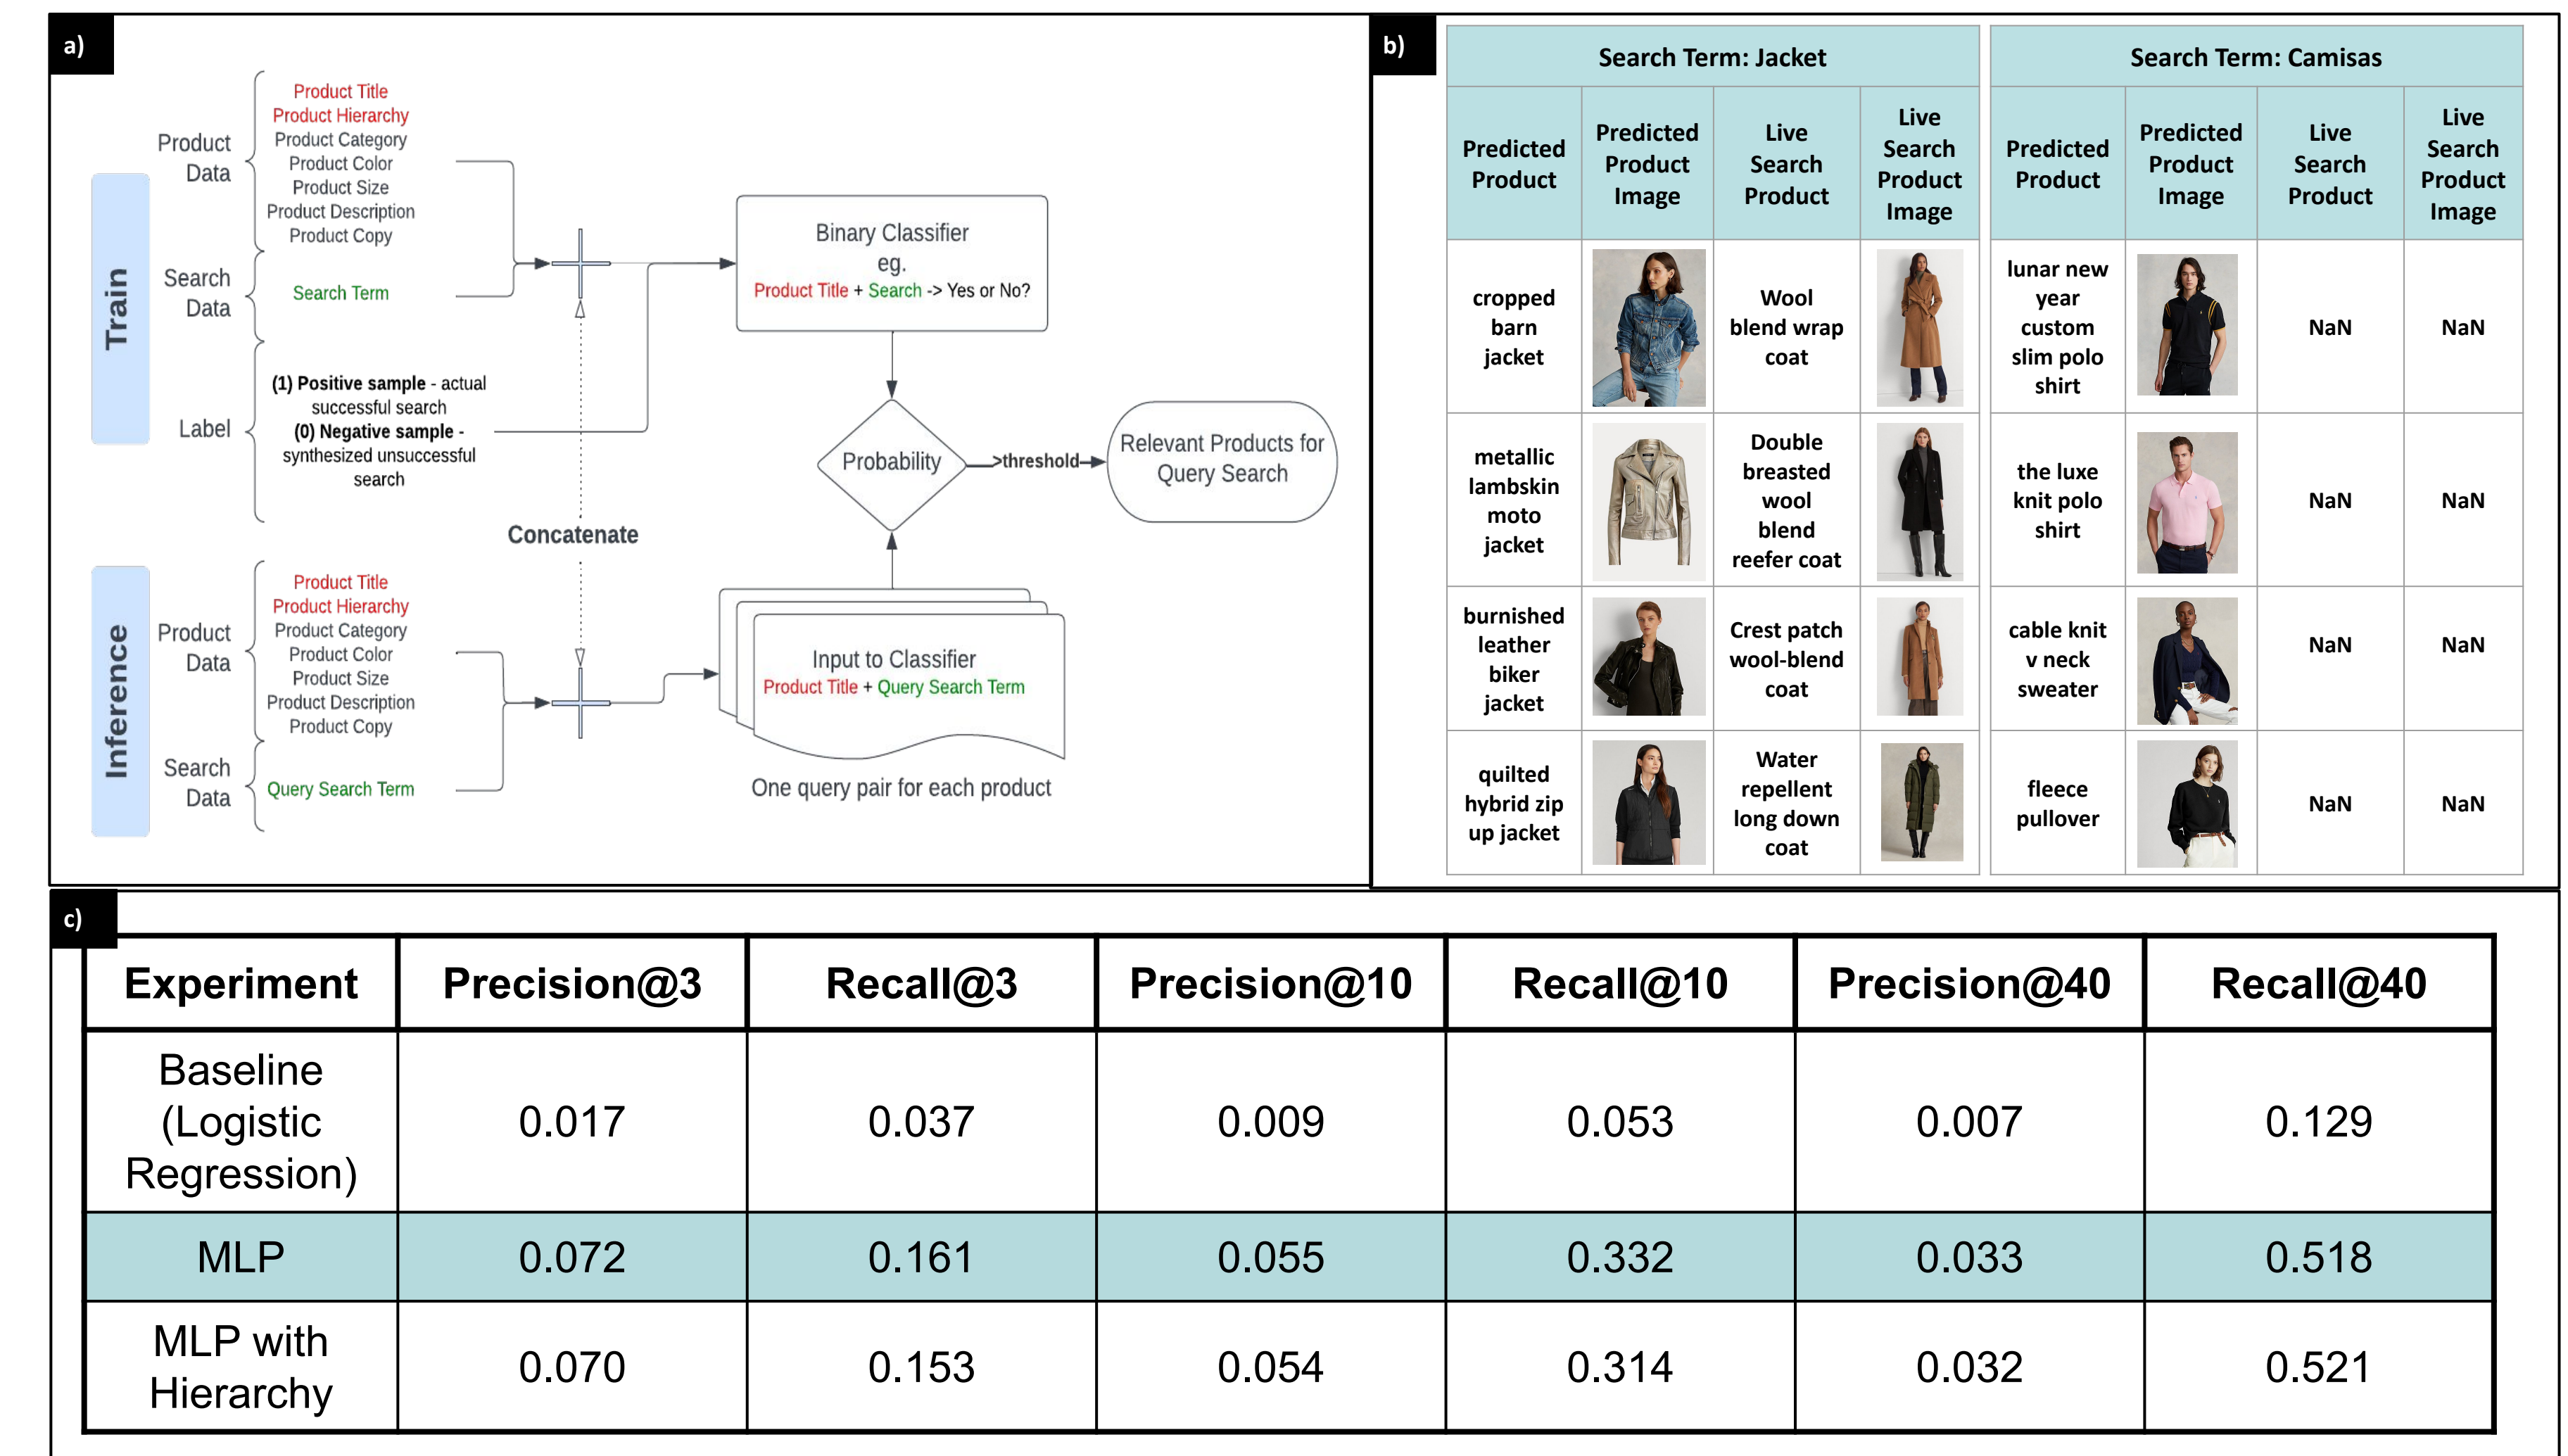 a)
Train
Product
Data
Product Title
Product Hierarchy
Product Category
Product Color
Product Size
Product Description
Product Copy
Search
Data
Search Term
Label
(1) Positive sample - actual
successful search
(0) Negative sample -
synthesized unsuccessful
search
Binary Classifier
eg.
Product Title + Search -> Yes or No?
Probability
>threshold
Relevant Products for
Query Search
Concatenate
Inference
Product
Data
Product Title
Product Hierarchy
Product Category
Product Color
Product Size
Product Description
Product Copy
Search
Data
Query Search Term
Input to Classifier
Product Title + Query Search Term
One query pair for each product
b)
Search Term: Jacket
Predicted
Product
Predicted
Product
Image
Live
Search
Product
Live
Search
Product
Image
cropped
barn
jacket
Wool
blend wrap
coat
metallic
lambskin
moto
jacket
Double
breasted
wool
blend
reefer coat
burnished
leather
biker
jacket
Crest patch
wool-blend
coat
quilted
hybrid zip
up jacket
Water
repellent
long down
coat
Search Term: Camisas
Predicted
Product
Predicted
Product
Image
Live
Search
Product
Live
Search
Product
Image
lunar new
year
custom
slim polo
shirt
NaN
NaN
the luxe
knit polo
shirt
NaN
NaN
cable knit
v neck
sweater
NaN
NaN
fleece
pullover
NaN
NaN
c)
Experiment Precision@3 Recall@3 Precision@10 Recall@10 Precision@40 Recall@40
Baseline
(Logistic
Regression)
0.017 0.037 0.009 0.053 0.007 0.129
MLP 0.072 0.161 0.055 0.332 0.033 0.518
MLP with
Hierarchy
0.070 0.153 0.054 0.314 0.032 0.521